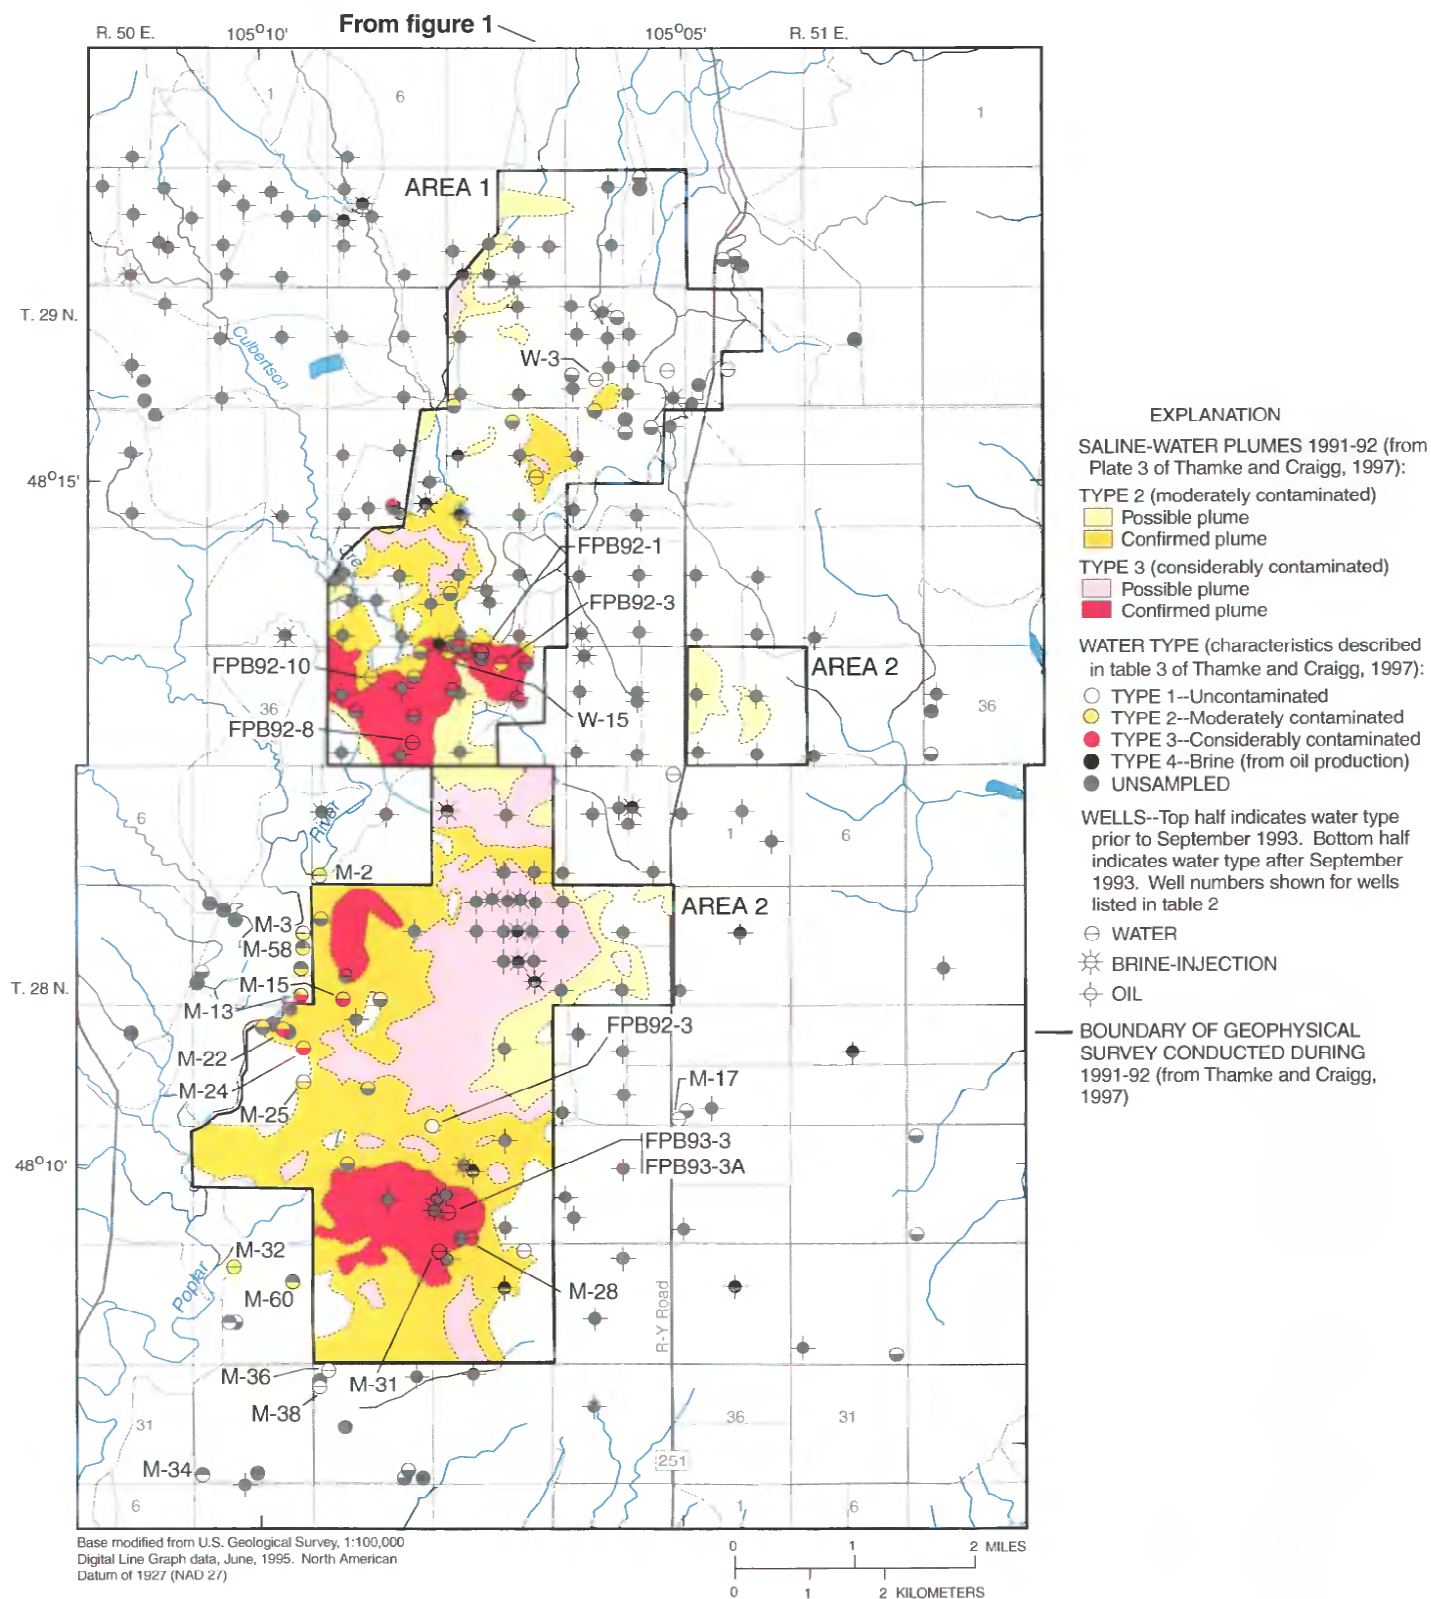 From figure 1
R. 50 E.
105°10'
105°05'
R. 51 E.
1
6
1
AREA 1
T. 29 N.
Culbertson
W-3
48°15'
Cre
FPB92-1
FPB92-3
FPB92-10
AREA 2
36
W-15
36
FPB92-8
6
River
1
6
M-2
AREA 2
M-3
M-58
M-15
T. 28 N.
M-13
FPB92-3
M-22
M-24
M-17
M-25
FPB93-3
48°10'
FPB93-3A
M-32
Poplar
M-60
M-28
R-Y Road
M-36
M-31
M-38
31
36
31
251
M-34
6
1
6
EXPLANATION
SALINE-WATER PLUMES 1991-92 (from
Plate 3 of Thamke and Craigg, 1997):
TYPE 2 (moderately contaminated)
Possible plume
Confirmed plume
TYPE 3 (considerably contaminated)
Possible plume
Confirmed plume
WATER TYPE (characteristics described
in table 3 of Thamke and Craigg, 1997):
TYPE 1--Uncontaminated
TYPE 2--Moderately contaminated
TYPE 3--Considerably contaminated
TYPE 4--Brine (from oil production)
UNSAMPLED
WELLS--Top half indicates water type
prior to September 1993. Bottom half
indicates water type after September
1993. Well numbers shown for wells
listed in table 2
WATER
BRINE-INJECTION
OIL
BOUNDARY OF GEOPHYSICAL
SURVEY CONDUCTED DURING
1991-92 (from Thamke and Craigg,
1997)
Base modified from U.S. Geological Survey, 1:100,000
Digital Line Graph data, June, 1995. North American
Datum of 1927 (NAD 27)
0 1 2 MILES
0 1 2 KILOMETERS